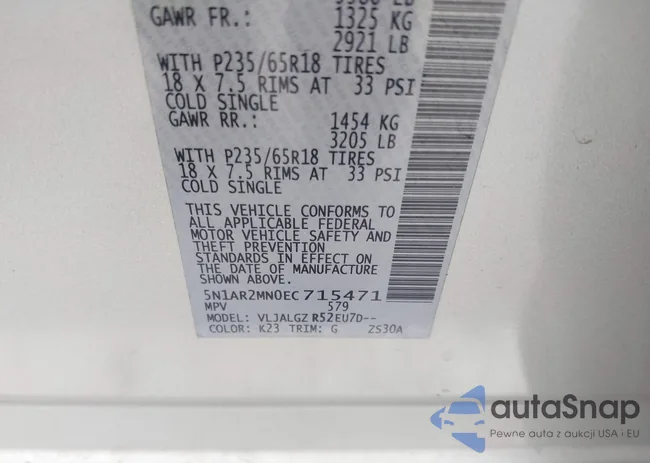 GAWR FR.: 1325 KG
2921 LB
WITH P235/65R18 TIRES
18 X 7.5 RIMS AT 33 PSI
COLD SINGLE
GAWR RR.: 1454 KG
3205 LB
WITH P235/65R18 TIRES
18 X 7.5 RIMS AT 33 PSI
COLD SINGLE
THIS VEHICLE CONFORMS TO
ALL APPLICABLE FEDERAL
MOTOR VEHICLE SAFETY AND
THEFT PREVENTION
STANDARDS IN EFFECT ON
THE DATE OF MANUFACTURE
SHOWN ABOVE.
5N1AR2MN0EC715471
MPV 579
MODEL: VLJALGZ R52EU7D--
COLOR: K23 TRIM: G ZS30A
autaSnap
Pewne auta z aukcji USA i EU